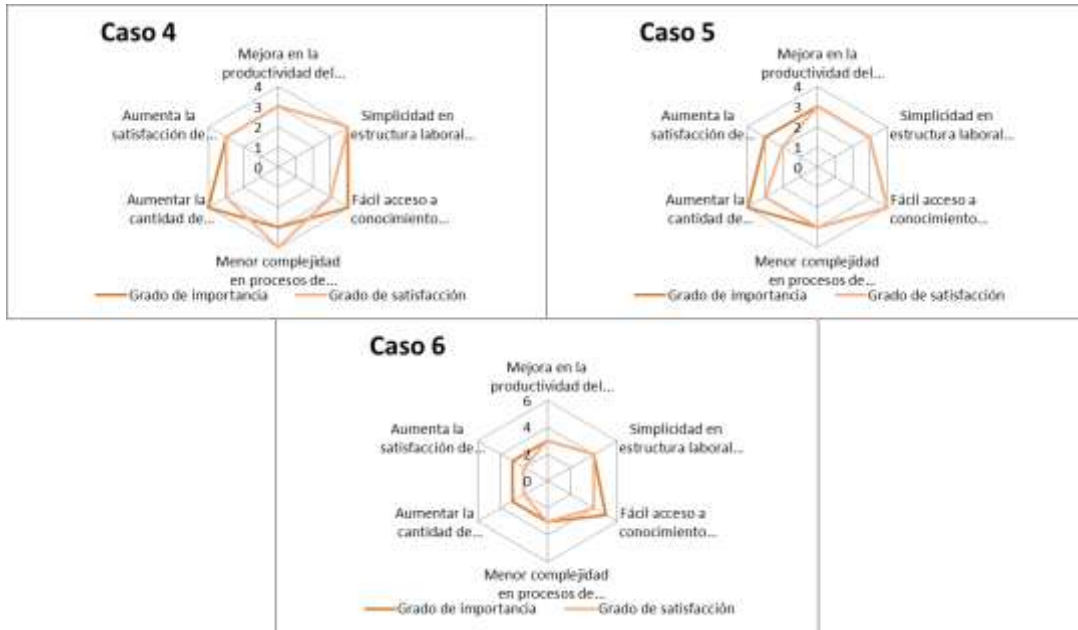 Caso 4
Mejora en la
productividad del...
4
3
2
1
0
Simplicidad en
estructura laboral...
Fácil acceso a
conocimiento...
Menor complejidad
en procesos de...
Aumentar la
cantidad de...
Aumenta la
satisfacción de...
Grado de importancia
Grado de satisfacción
Caso 5
Mejora en la
productividad del...
4
3
2
1
0
Simplicidad en
estructura laboral...
Fácil acceso a
conocimiento...
Menor complejidad
en procesos de...
Aumentar la
cantidad de...
Aumenta la
satisfacción de...
Grado de importancia
Grado de satisfacción
Caso 6
Mejora en la
productividad del...
6
4
2
0
Simplicidad en
estructura laboral...
Fácil acceso a
conocimiento...
Menor complejidad
en procesos de...
Aumentar la
cantidad de...
Aumenta la
satisfacción de...
Grado de importancia
Grado de satisfacción